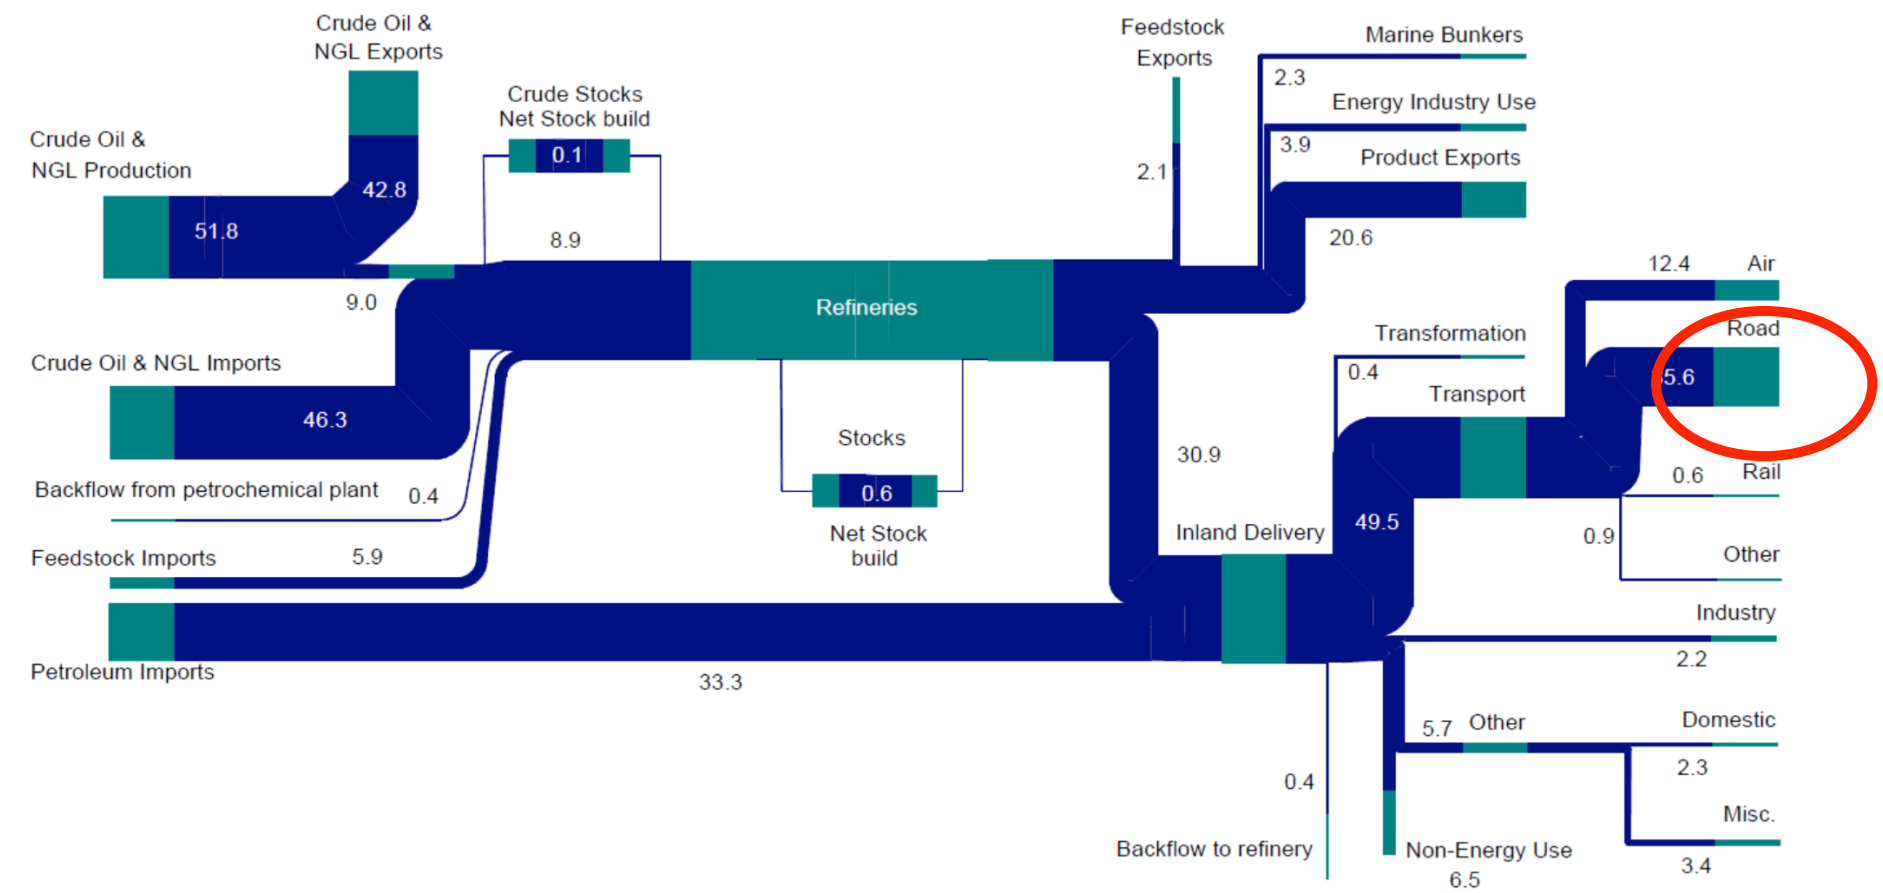 Crude Oil &
NGL Exports
Feedstock
Exports
Marine Bunkers
2.3
Crude Stocks
Net Stock build
0.1
Energy Industry Use
3.9
Crude Oil &
NGL Production
Product Exports
2.1
42.8
51.8
8.9
20.6
12.4
Air
9.0
Refineries
Road
Transformation
0.4
Crude Oil & NGL Imports
5.6
Transport
46.3
Stocks
30.9
0.6
Rail
Backflow from petrochemical plant
0.4
0.6
49.5
Net Stock
build
Inland Delivery
0.9
Other
Feedstock Imports
5.9
Industry
2.2
Petroleum Imports
33.3
5.7
Other
Domestic
2.3
0.4
Misc.
3.4
Backflow to refinery
Non-Energy Use
6.5